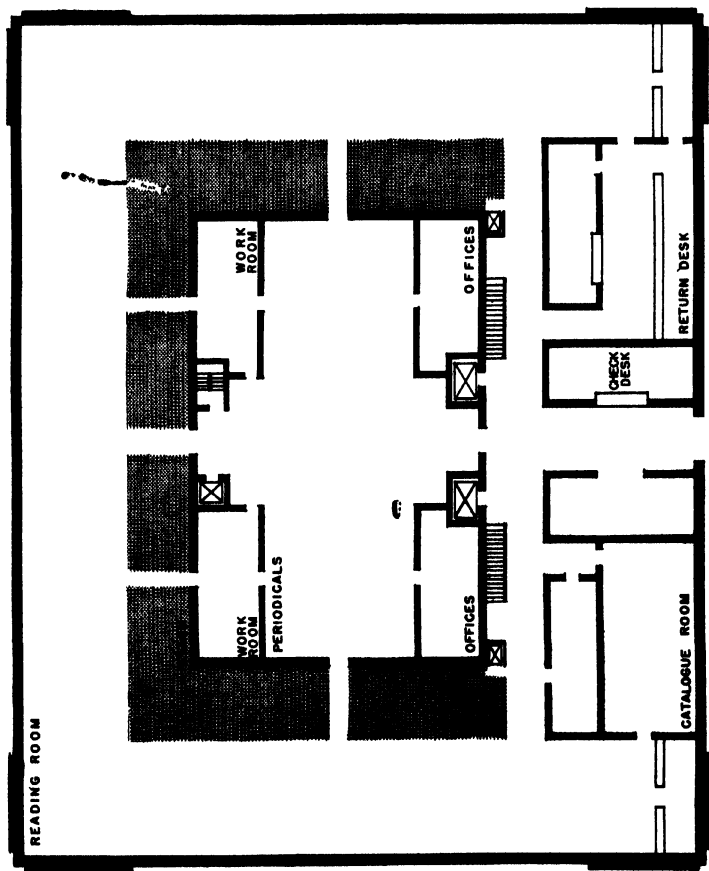 READING ROOM
WORK
ROOM
PERIODICALS
WORK
ROOM
OFFICES
OFFICES
CATALOGUE ROOM
CHECK
DESK
RETURN DESK